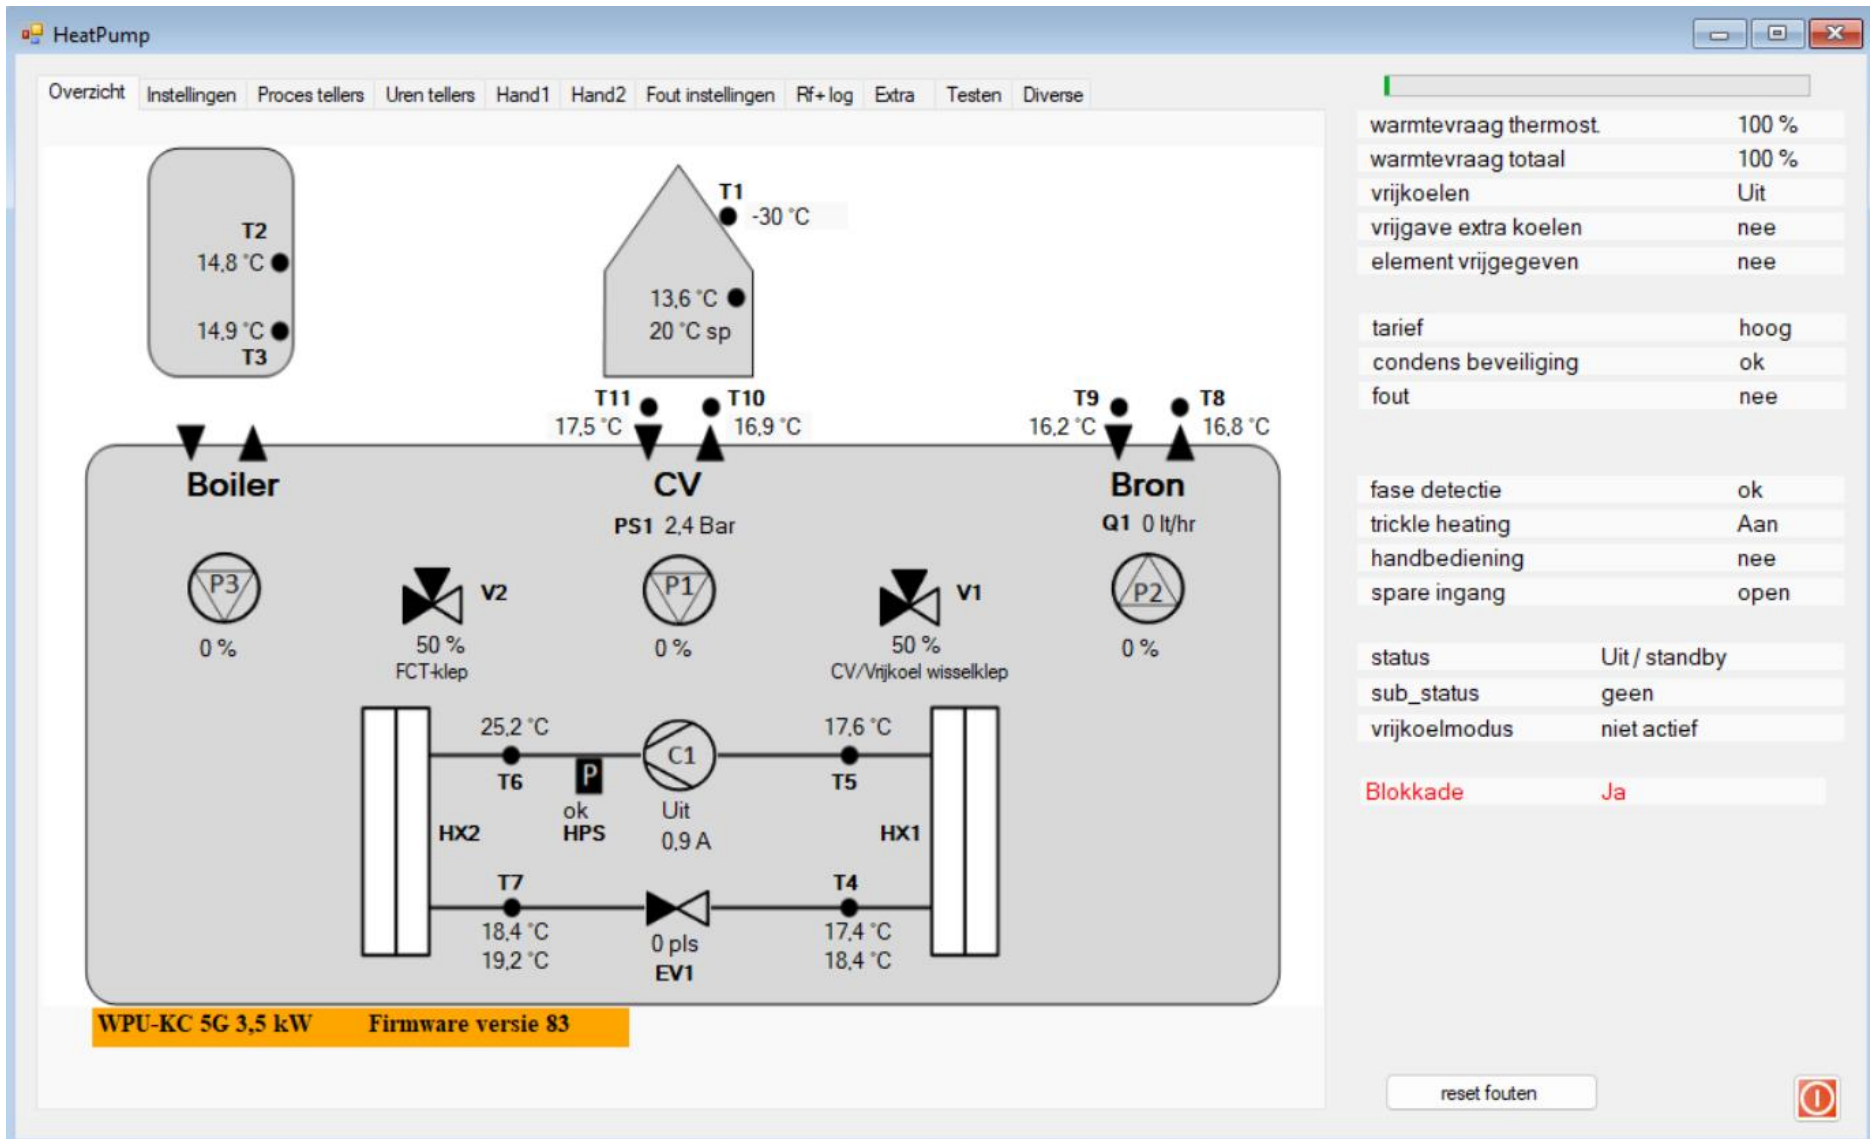 HeatPump
Overzicht Instellingen Proces tellers Uren tellers Hand1 Hand2 Fout instellingen Rf+log Extra Testen Diverse
T2
14,8 °C
14,9 °C
T3
T1
-30 °C
13,6 °C
20 °C sp
T11
17,5 °C
T10
16,9 °C
T9
16,2 °C
T8
16,8 °C
Boiler
CV
Bron
PS1 2,4 Bar
Q1 0 lt/hr
P3
0 %
V2
50 %
FCT-klep
P1
0 %
V1
50 %
CV/Vrijkoel wisselklep
P2
0 %
25,2 °C
T6
P
ok
HPS
C1
Uit
0,9 A
17,6 °C
T5
HX2
HX1
T7
18,4 °C
19,2 °C
0 pls
EV1
T4
17,4 °C
18,4 °C
WPU-KC 5G 3,5 kW Firmware versie 83
warmtevraag thermost. 100 %
warmtevraag totaal 100 %
vrijkoelen Uit
vrijgave extra koelen nee
element vrijgegeven nee
tarief hoog
condens beveiliging ok
fout nee
fase detectie ok
trickle heating Aan
handbediening nee
spare ingang open
status Uit / standby
sub_status geen
vrijkoelmodus niet actief
Blokkade Ja
reset fouten